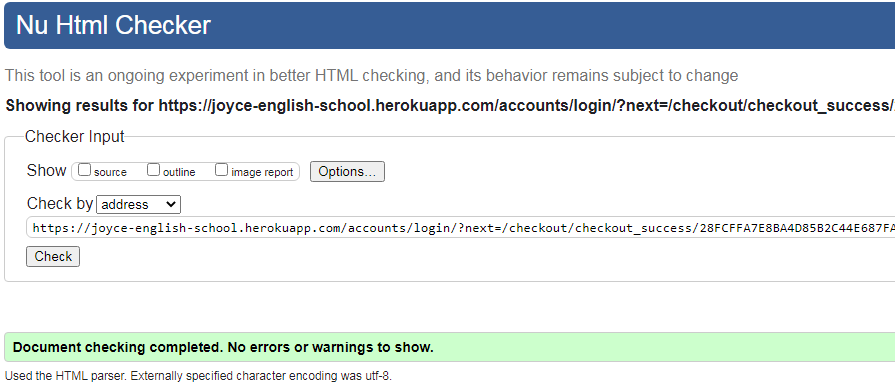 Nu Html Checker
This tool is an ongoing experiment in better HTML checking, and its behavior remains subject to change
Showing results for https://joyce-english-school.herokuapp.com/accounts/login/?next=/checkout/checkout_success/
Checker Input
Show source outline image report Options...
Check by address
https://joyce-english-school.herokuapp.com/accounts/login/?next=/checkout/checkout_success/28FCFFA7E8BA4D85B2C44E687FA
Check
Document checking completed. No errors or warnings to show.
Used the HTML parser. Externally specified character encoding was utf-8.